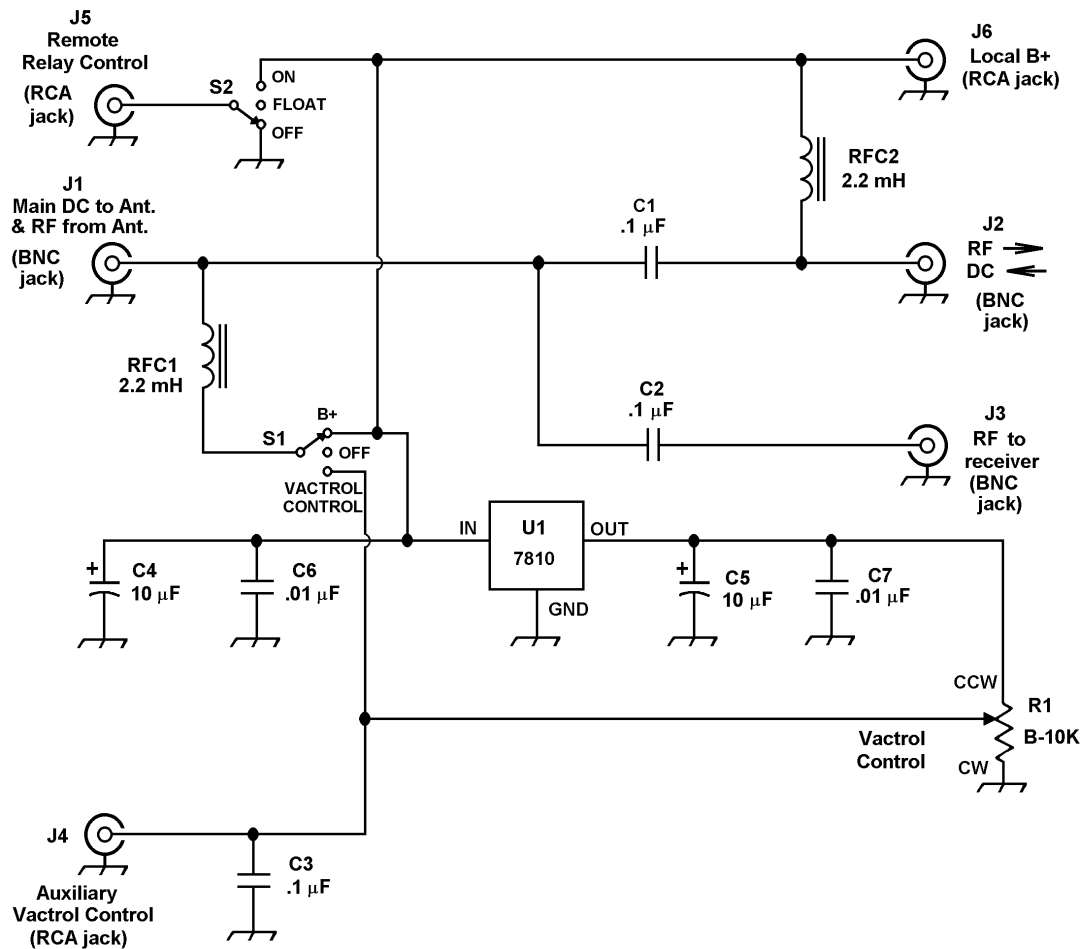 J5
Remote
Relay Control
(RCA
jack)
S2
ON
FLOAT
OFF
J6
Local B+
(RCA jack)
RFC2
2.2 mH
J1
Main DC to Ant.
& RF from Ant.
(BNC
jack)
C1
.1 μF
J2
RF
DC
(BNC
jack)
RFC1
2.2 mH
B+
S1
OFF
VACTROL
CONTROL
C2
.1 μF
J3
RF to
receiver
(BNC
jack)
IN
U1
7810
OUT
GND
+
C4
10 μF
C6
.01 μF
+
C5
10 μF
C7
.01 μF
CCW
R1
B-10K
CW
Vactrol
Control
J4
Auxiliary
Vactrol Control
(RCA jack)
C3
.1 μF